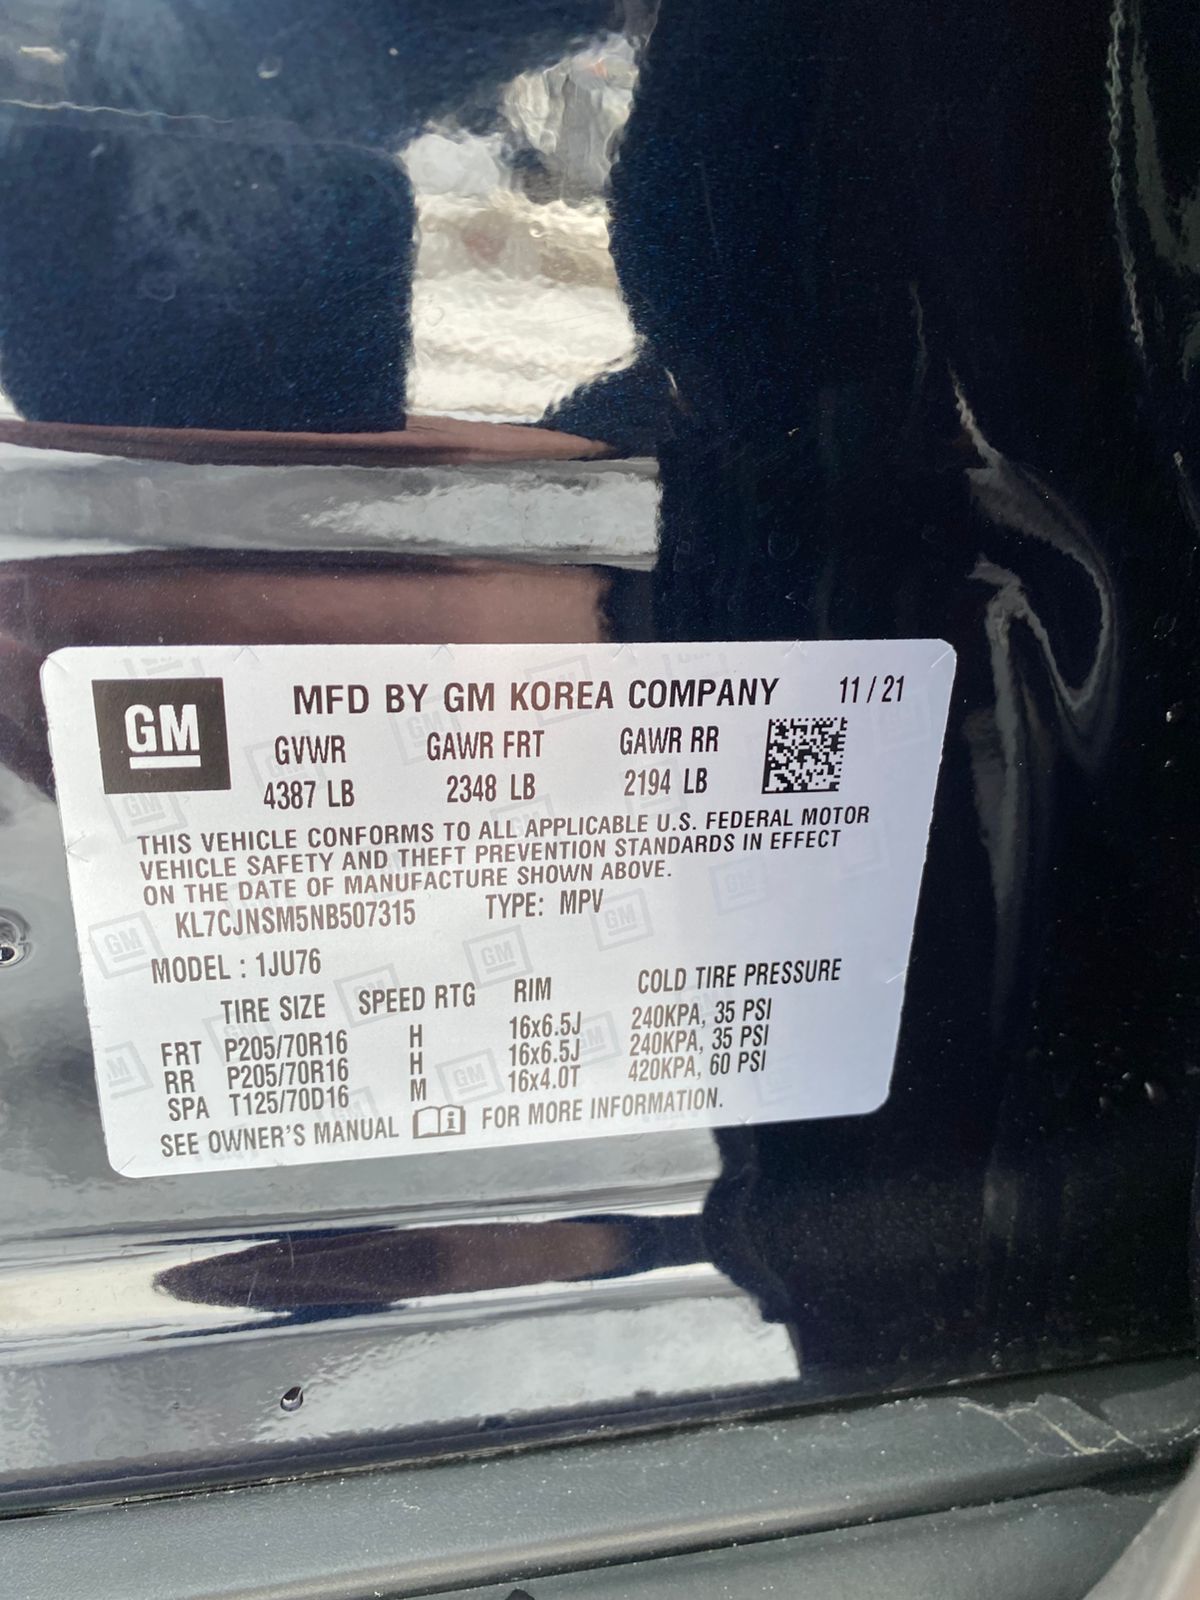 GM
MFD BY GM KOREA COMPANY 11/21
GVWR GAWR FRT GAWR RR
4387 LB 2348 LB 2194 LB
THIS VEHICLE CONFORMS TO ALL APPLICABLE U.S. FEDERAL MOTOR
VEHICLE SAFETY AND THEFT PREVENTION STANDARDS IN EFFECT
ON THE DATE OF MANUFACTURE SHOWN ABOVE.
KL7CJNSM5NB507315 TYPE: MPV
MODEL : 1JU76
TIRE SIZE SPEED RTG RIM COLD TIRE PRESSURE
FRT P205/70R16 H 16x6.5J 240KPA, 35 PSI
RR P205/70R16 H 16x6.5J 240KPA, 35 PSI
SPA T125/70D16 M 16x4.0T 420KPA, 60 PSI
SEE OWNER'S MANUAL i FOR MORE INFORMATION.